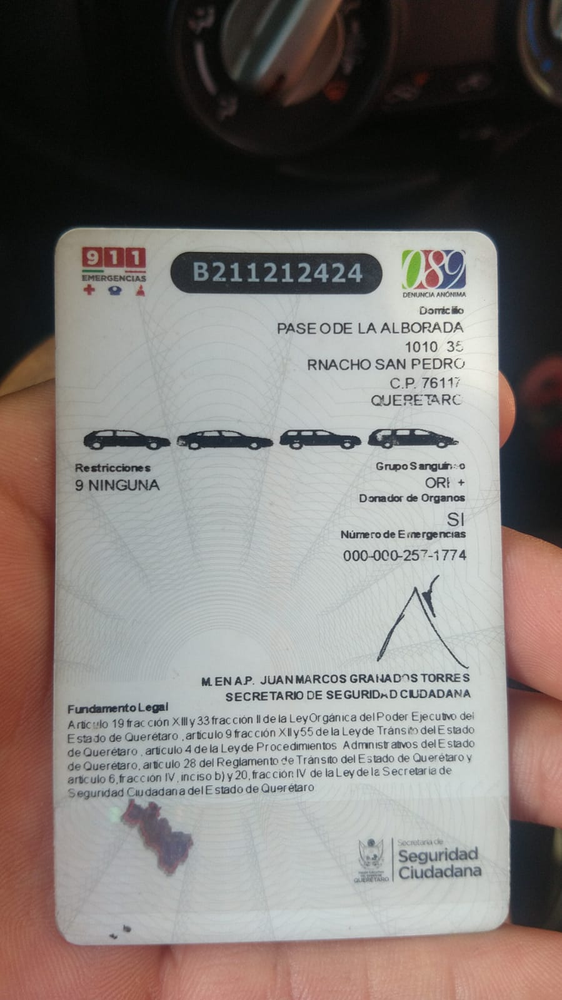 911
EMERGENCIAS
B211212424
089
DENUNCIA ANÓNIMA
Domicilio
PASEO DE LA ALBORADA
1010 35
RNACHO SAN PEDRO
C.P. 76117
QUERETARO
Restricciones
9 NINGUNA
Grupo Sanguíneo
ORH +
Donador de Organos
SI
Número de Emergencias
000-000-257-1774
M. EN A.P. JUAN MARCOS GRANADOS TORRES
SECRETARIO DE SEGURIDAD CIUDADANA
Fundamento Legal
Artículo 19 fracción XIII y 33 fracción II de la Ley Orgánica del Poder Ejecutivo del
Estado de Querétaro , artículo 9 fracción XII y 55 de la Ley de Tránsito del Estado
de Querétaro , artículo 4 de la Ley de Procedimientos Administrativos del Estado
de Querétaro, artículo 28 del Reglamento de Tránsito del Estado de Querétaro y
artículo 6, fracción IV, inciso b) y 20, fracción IV de la Ley de la Secretaría de
Seguridad Ciudadana del Estado de Querétaro
QUERÉTARO
Secretaría de
Seguridad
Ciudadana